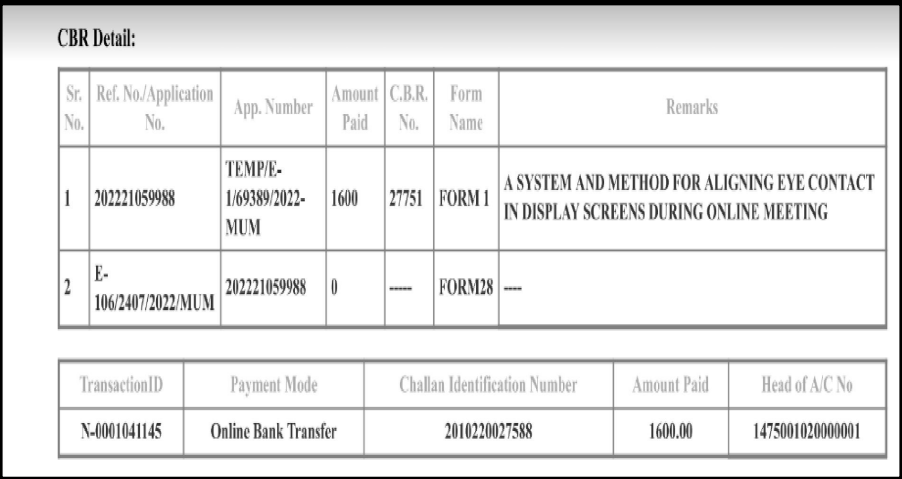 CBR Detail:
Sr. No. Ref. No./Application No. App. Number Amount Paid C.B.R. No. Form Name Remarks
1 202221059988 TEMP/E-1/69389/2022-MUM 1600 27751 FORM 1 A SYSTEM AND METHOD FOR ALIGNING EYE CONTACT IN DISPLAY SCREENS DURING ONLINE MEETING
2 E-106/2407/2022/MUM 202221059988 0 ----- FORM28 ----
TransactionID Payment Mode Challan Identification Number Amount Paid Head of A/C No
N-0001041145 Online Bank Transfer 2010220027588 1600.00 1475001020000001